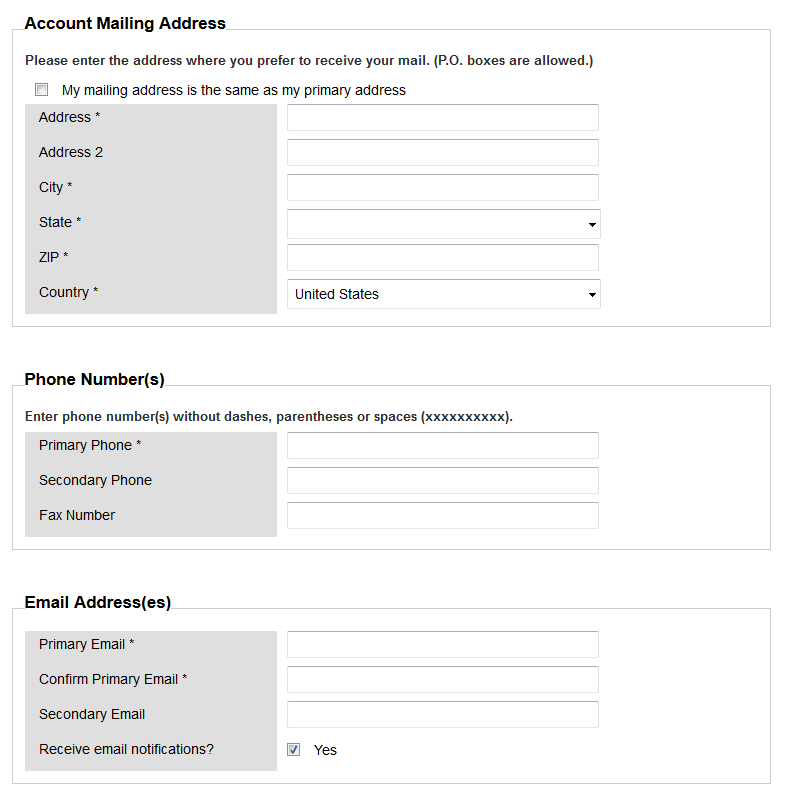 Account Mailing Address
Please enter the address where you prefer to receive your mail. (P.O. boxes are allowed.)
My mailing address is the same as my primary address
Address *
Address 2
City *
State *
ZIP *
Country * United States
Phone Number(s)
Enter phone number(s) without dashes, parentheses or spaces (xxxxxxxxxx).
Primary Phone *
Secondary Phone
Fax Number
Email Address(es)
Primary Email *
Confirm Primary Email *
Secondary Email
Receive email notifications? Yes